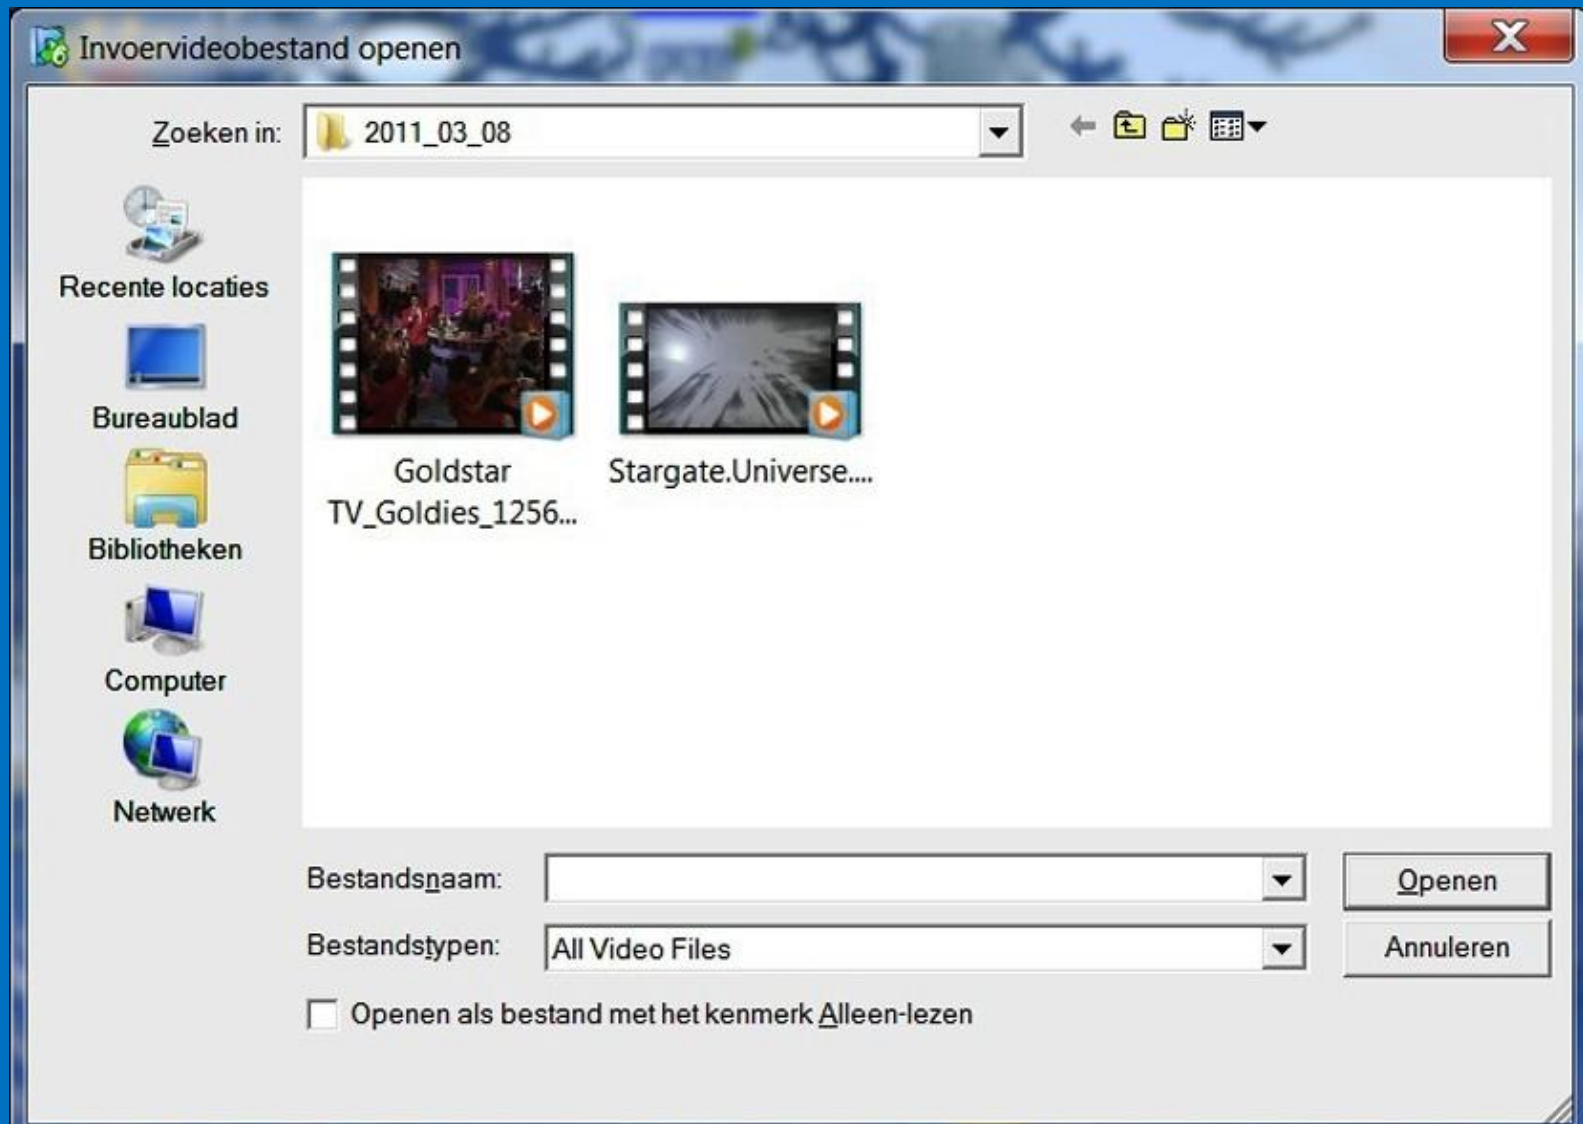 Invoervideobestand openen
Zoeken in:
2011_03_08
Recente locaties
Bureaublad
Bibliotheken
Computer
Netwerk
Goldstar
TV_Goldies_1256...
Stargate.Universe....
Bestandsnaam:
Openen
Bestandstypen:
All Video Files
Annuleren
Openen als bestand met het kenmerk Alleen-lezen